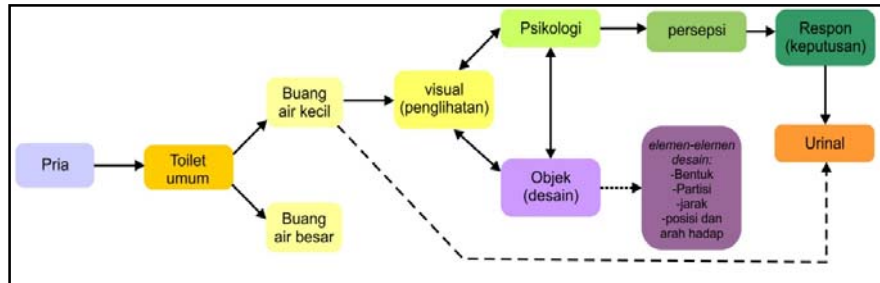 Pria
Toilet
umum
Buang
air kecil
Buang
air besar
visual
(penglihatan)
Psikologi
Objek
(desain)
persepsi
elemen-elemen
desain:
-Bentuk
-Partisi
-jarak
-posisi dan
arah hadap
Respon
(keputusan)
Urinal